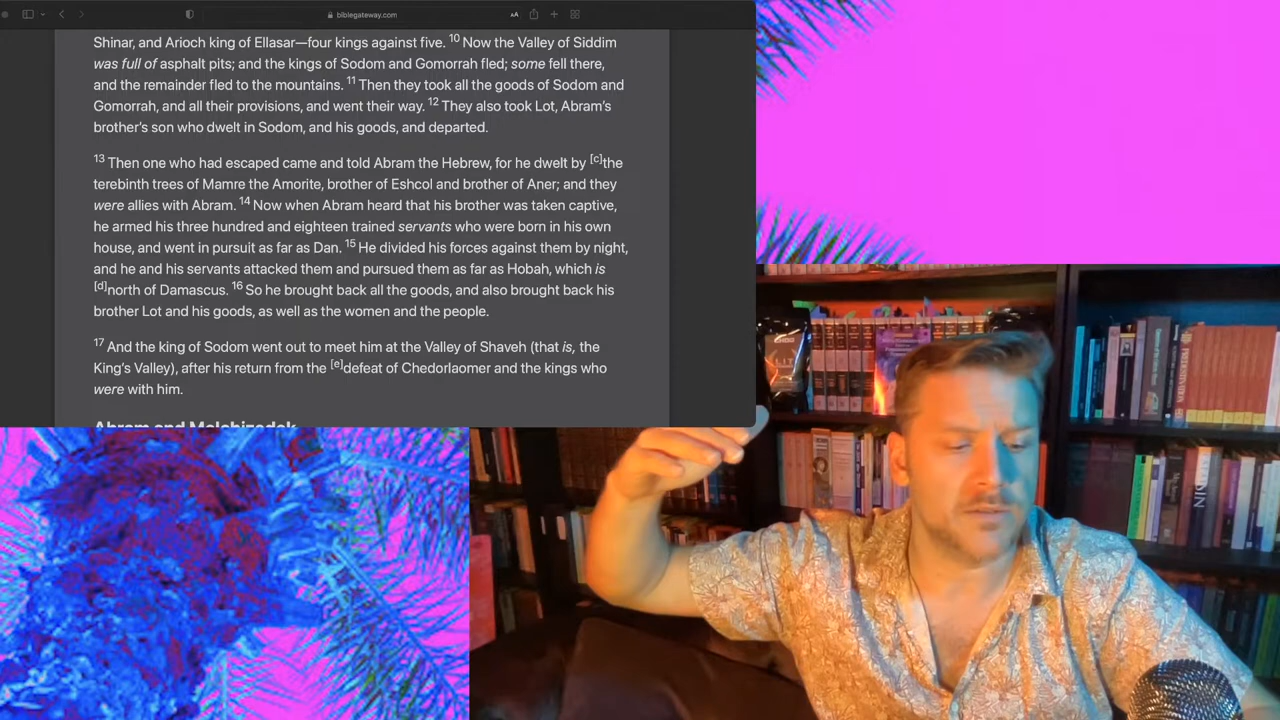 biblegateway.com
AA
Shinar, and Arioch king of Ellasar—four kings against five. 10 Now the Valley of Siddim
was full of asphalt pits; and the kings of Sodom and Gomorrah fled; some fell there,
and the remainder fled to the mountains. 11 Then they took all the goods of Sodom and
Gomorrah, and all their provisions, and went their way. 12 They also took Lot, Abram’s
brother’s son who dwelt in Sodom, and his goods, and departed.
13 Then one who had escaped came and told Abram the Hebrew, for he dwelt by [c]the
terebinth trees of Mamre the Amorite, brother of Eshcol and brother of Aner; and they
were allies with Abram. 14 Now when Abram heard that his brother was taken captive,
he armed his three hundred and eighteen trained servants who were born in his own
house, and went in pursuit as far as Dan. 15 He divided his forces against them by night,
and he and his servants attacked them and pursued them as far as Hobah, which is
[d]north of Damascus. 16 So he brought back all the goods, and also brought back his
brother Lot and his goods, as well as the women and the people.
17 And the king of Sodom went out to meet him at the Valley of Shaveh (that is, the
King’s Valley), after his return from the [e]defeat of Chedorlaomer and the kings who
were with him.
Abram and Melchizedek